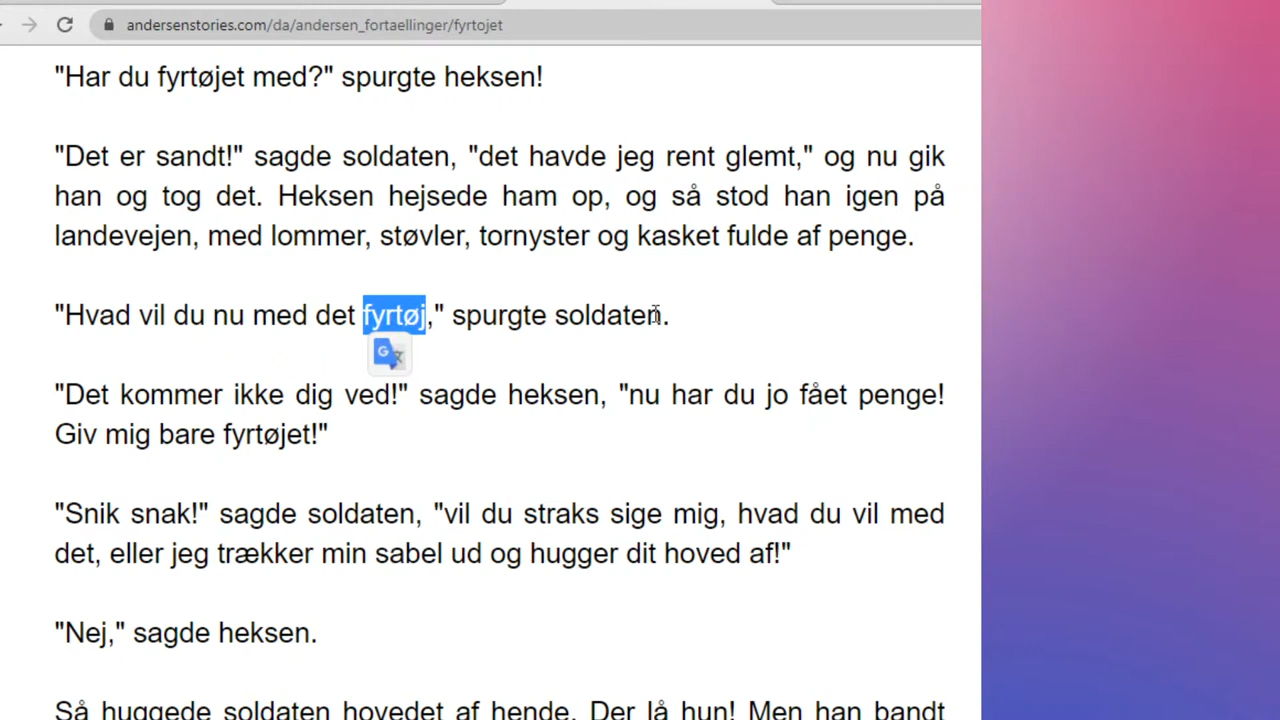 andersenstories.com/da/andersen_fortaellinger/fyrtojet
"Har du fyrtøjet med?" spurgte heksen!
"Det er sandt!" sagde soldaten, "det havde jeg rent glemt," og nu gik
han og tog det. Heksen hejsede ham op, og så stod han igen på
landevejen, med lommer, støvler, tornyster og kasket fulde af penge.
"Hvad vil du nu med det fyrtøj," spurgte soldaten.
"Det kommer ikke dig ved!" sagde heksen, "nu har du jo fået penge!
Giv mig bare fyrtøjet!"
"Snik snak!" sagde soldaten, "vil du straks sige mig, hvad du vil med
det, eller jeg trækker min sabel ud og hugger dit hoved af!"
"Nej," sagde heksen.
Så huggede soldaten hovedet af hende. Der lå hun! Men han bandt